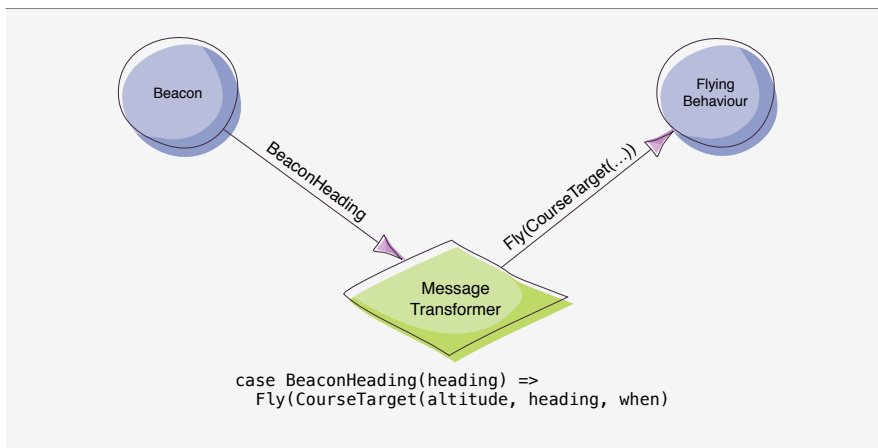 Beacon
Flying
Behaviour
BeaconHeading
Fly(CourseTarget(...))
Message
Transformer
case BeaconHeading(heading) =>
Fly(CourseTarget(altitude, heading, when)